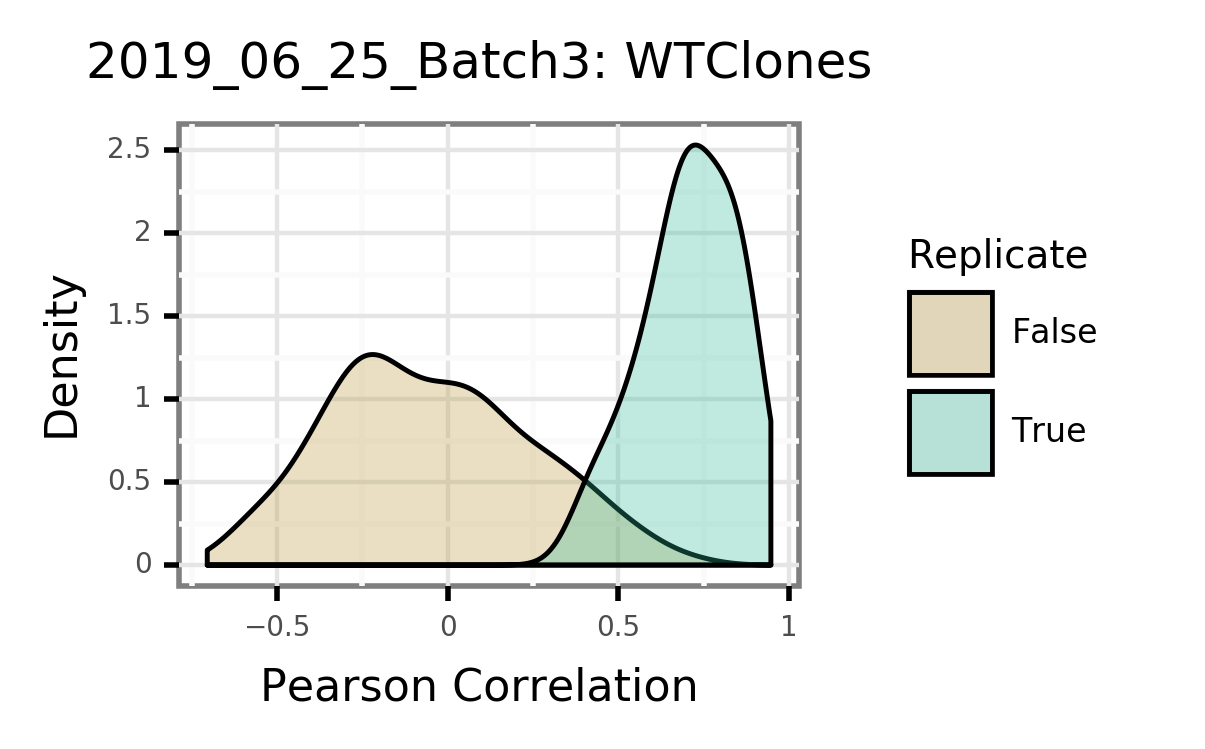 2019_06_25_Batch3: WTClones
Density
2.5
2
1.5
1
0.5
0
−0.5 0 0.5 1
Pearson Correlation
Replicate
False
True